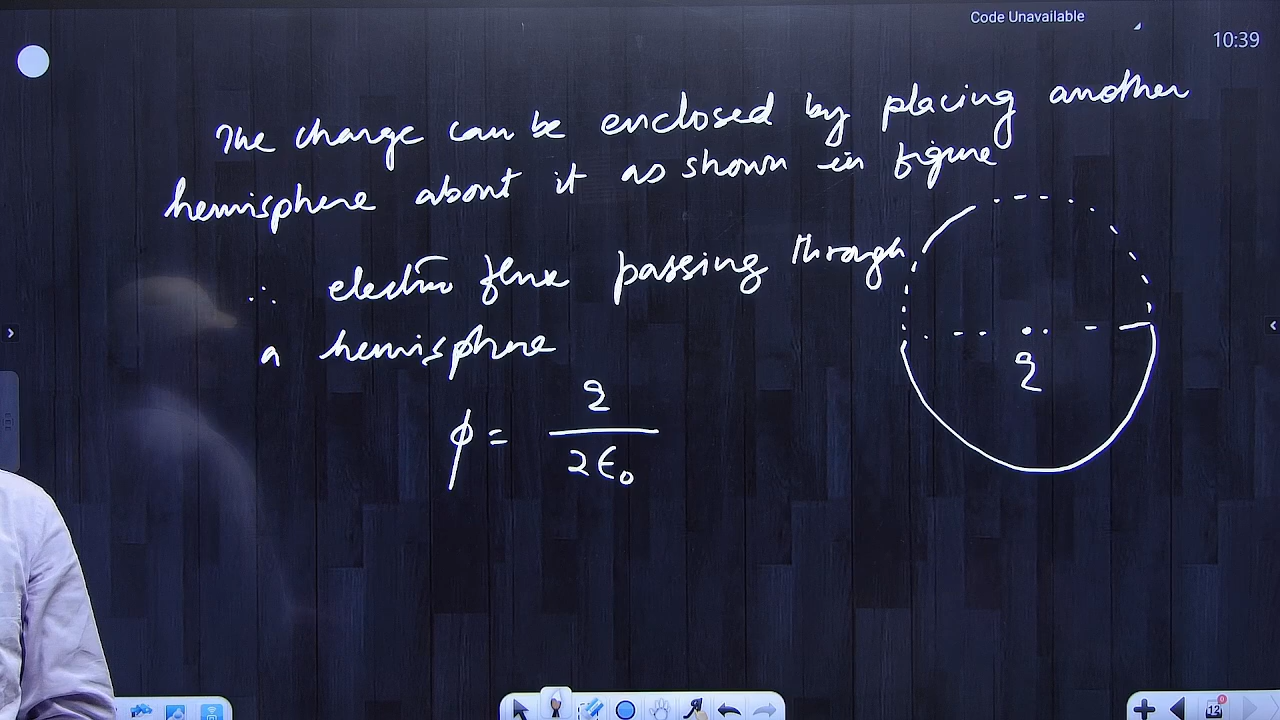 Code Unavailable
10:39
The charge can be enclosed by placing another
hemisphere about it as shown in figure
∴ electric flux passing through
a hemisphere
q
ϕ = q / 2ε₀
12